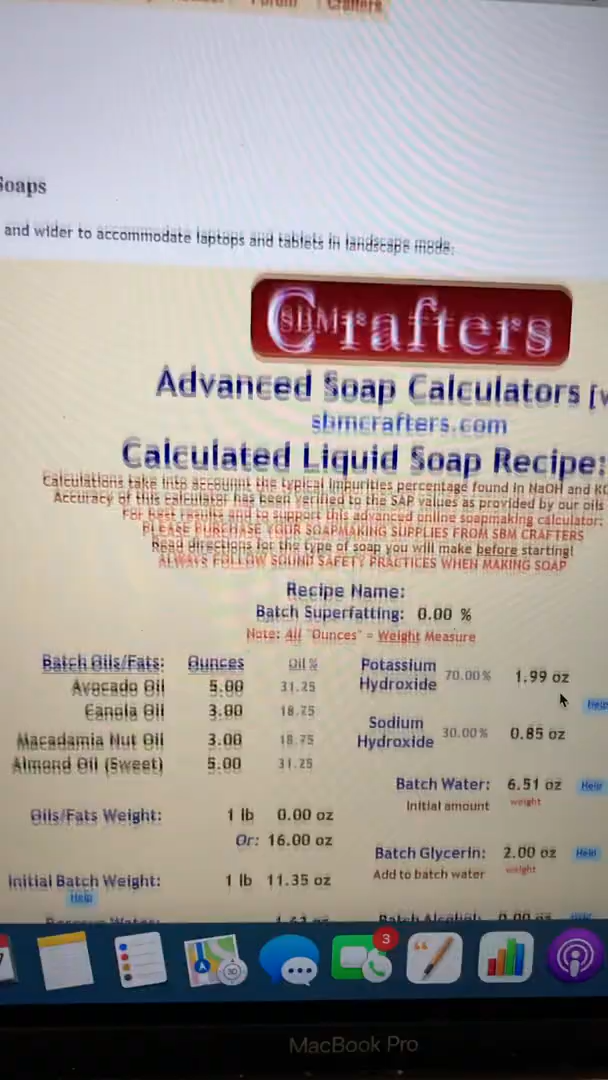 Forum Crafters
Soaps
and wider to accommodate laptops and tablets in landscape mode.
SBM Crafters
Advanced Soap Calculators
sbmcrafters.com
Calculated Liquid Soap Recipe:
Calculations take into account the typical impurities percentage found in NaOH and
Accuracy of this calculator has been verified to the SAP values as provided by our oils
For best results and to support this advanced online soapmaking calculator:
PLEASE PURCHASE YOUR SOAPMAKING SUPPLIES FROM SBM CRAFTERS
Read directions for the type of soap you will make before starting!
ALWAYS FOLLOW SOUND SAFETY PRACTICES WHEN MAKING SOAP
Recipe Name:
Batch Superfatting: 0.00 %
Note: All "Ounces" = Weight Measure
Batch Oils/Fats: Ounces Oil %
Avocado Oil 5.00 31.25
Canola Oil 3.00 18.75
Macadamia Nut Oil 3.00 18.75
Almond Oil (Sweet) 5.00 31.25
Oils/Fats Weight: 1 lb 0.00 oz
Or: 16.00 oz
Initial Batch Weight: 1 lb 11.35 oz
Help
Potassium Hydroxide 70.00% 1.99 oz
Help
Sodium Hydroxide 30.00% 0.85 oz
Batch Water: 6.51 oz Help
Initial amount weight
Batch Glycerin: 2.00 oz Help
Add to batch water weight
Batch Alcohol: 0.00 oz
3
MacBook Pro